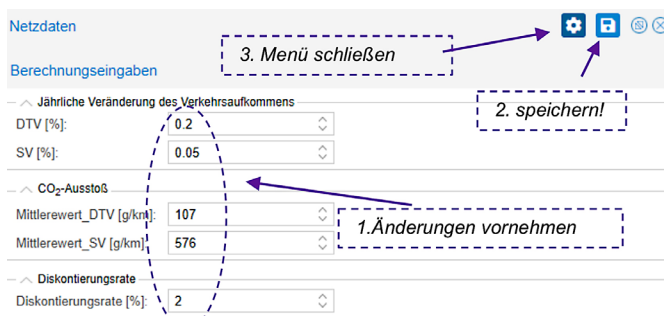 Netzdaten
3. Menü schließen
Berechnungseingaben
2. speichern!
Jährliche Veränderung des Verkehrsaufkommens
DTV [%]: 0.2
SV [%]: 0.05
CO₂-Ausstoß
Mittlerewert_DTV [g/km]: 107
Mittlerewert_SV [g/km]: 576
1.Änderungen vornehmen
Diskontierungsrate
Diskontierungsrate [%]: 2